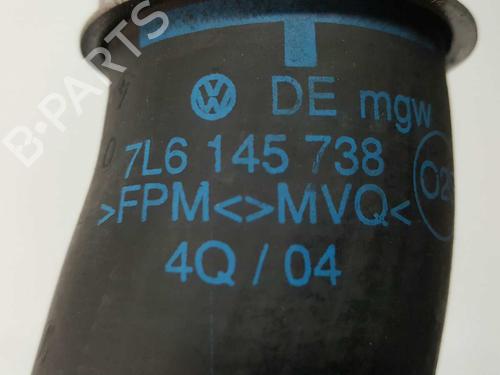 DE mgw
7L6 145 738
>FPM<>MVQ<
4Q / 04
B-PARTS